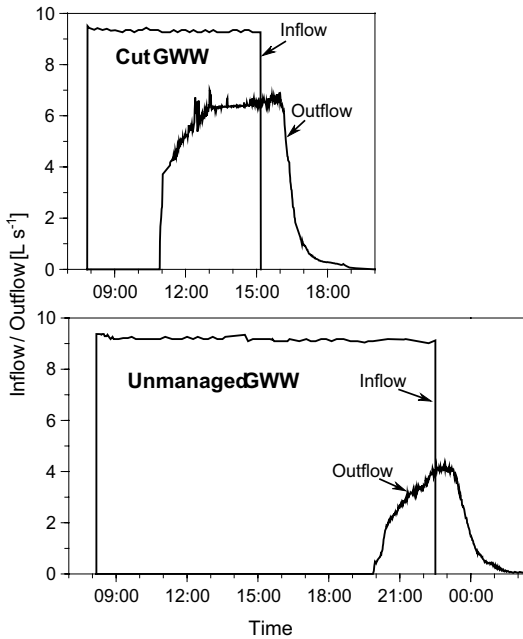 10
8
6
4
2
0
Cut GWW
Inflow
Outflow
09:00 12:00 15:00 18:00
Inflow / Outflow [L s-1]
10
8
6
4
2
0
UnmanagedGWW
Inflow
Outflow
09:00 12:00 15:00 18:00 21:00 00:00
Time